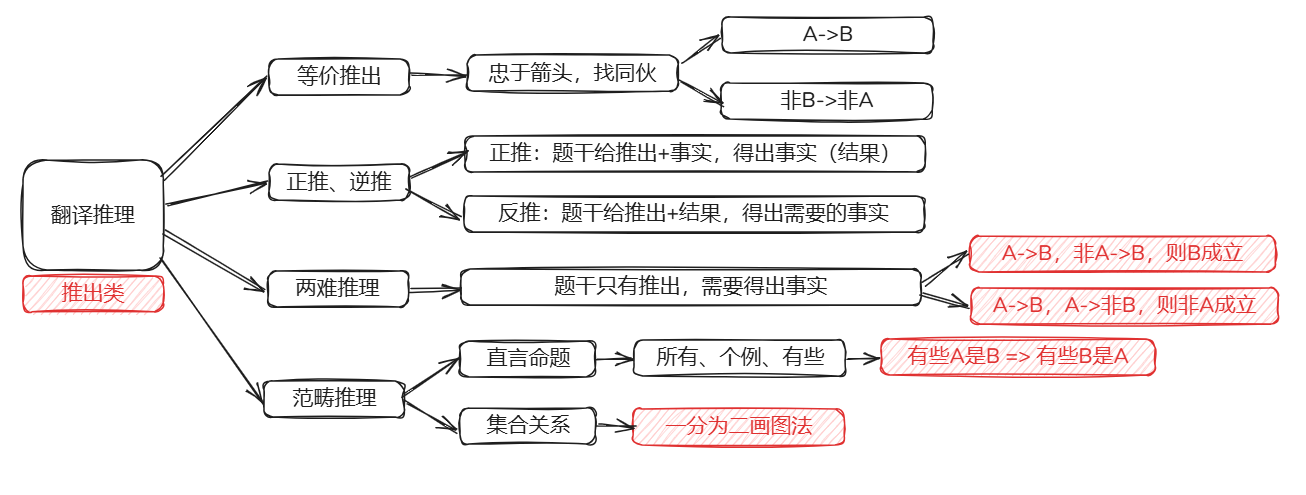 翻译推理
推出类
等价推出
忠于箭头，找同伙
A->B
非B->非A
正推、逆推
正推：题干给推出+事实，得出事实（结果）
反推：题干给推出+结果，得出需要的事实
两难推理
题干只有推出，需要得出事实
A->B，非A->B，则B成立
A->B，A->非B，则非A成立
范畴推理
直言命题
所有、个例、有些
有些A是B => 有些B是A
集合关系
一分为二画图法